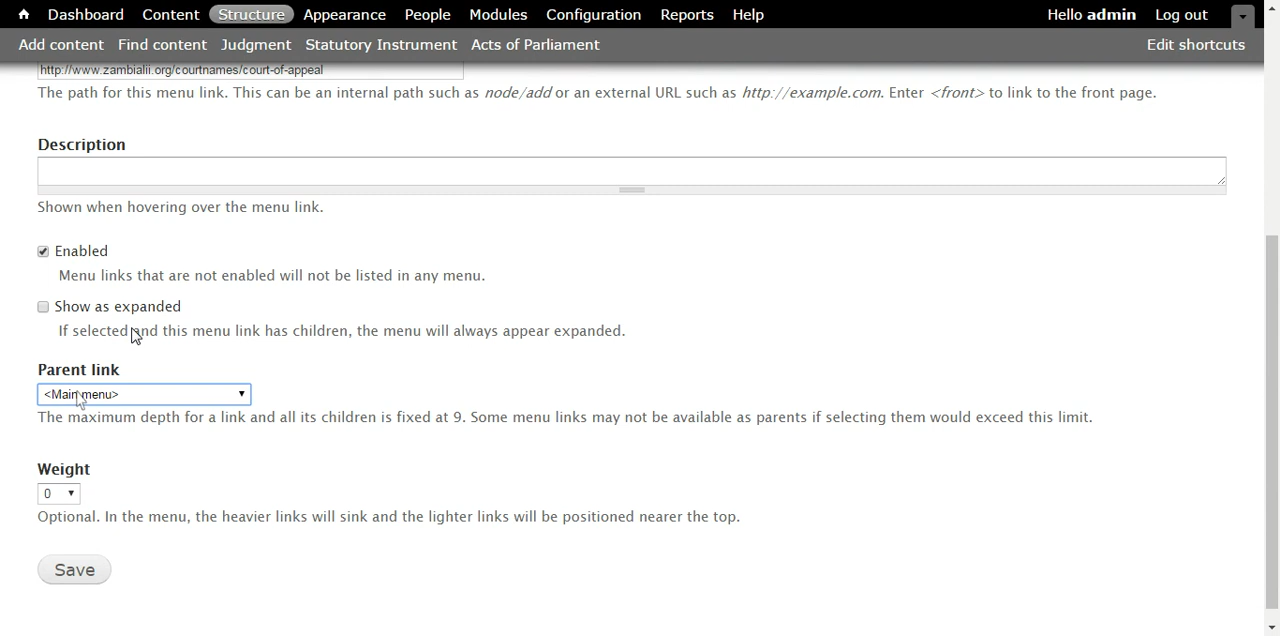 Dashboard Content Structure Appearance People Modules Configuration Reports Help Hello admin Log out
Add content Find content Judgment Statutory Instrument Acts of Parliament Edit shortcuts
http://www.zambialii.org/courtnames/court-of-appeal
The path for this menu link. This can be an internal path such as node/add or an external URL such as http://example.com. Enter <front> to link to the front page.
Description
Shown when hovering over the menu link.
Enabled
Menu links that are not enabled will not be listed in any menu.
Show as expanded
If selected and this menu link has children, the menu will always appear expanded.
Parent link
<Main menu>
The maximum depth for a link and all its children is fixed at 9. Some menu links may not be available as parents if selecting them would exceed this limit.
Weight
0
Optional. In the menu, the heavier links will sink and the lighter links will be positioned nearer the top.
Save